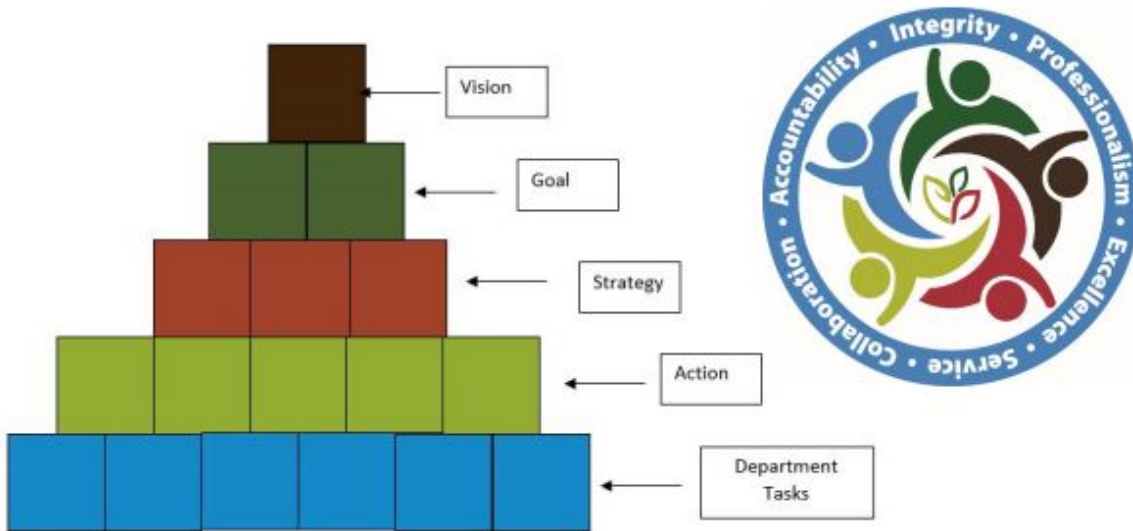 Vision
Goal
Strategy
Action
Department
Tasks
Accountability • Integrity • Professionalism • Excellence • Service • Collaboration •